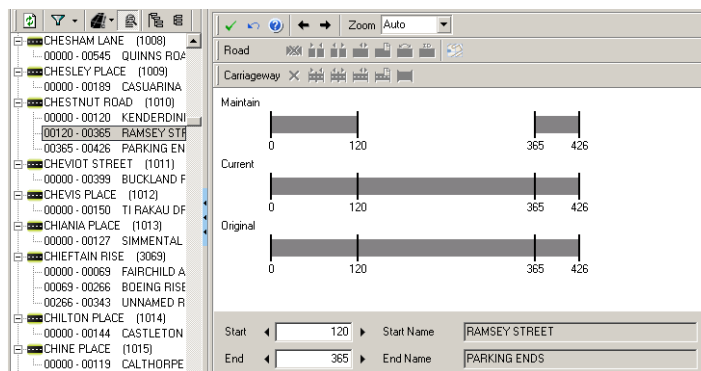 CHESHAM LANE (1008)
00000 - 00545 QUINNS ROA
CHESLEY PLACE (1009)
00000 - 00189 CASUARINA
CHESTNUT ROAD (1010)
00000 - 00120 KENDERDINI
00120 - 00365 RAMSEY STF
00365 - 00426 PARKING EN
CHEVIOT STREET (1011)
00000 - 00399 BUCKLAND F
CHEVIS PLACE (1012)
00000 - 00150 TI RAKAU DF
CHIANIA PLACE (1013)
00000 - 00127 SIMMENTAL
CHIEFTAIN RISE (3069)
00000 - 00069 FAIRCHILD A
00069 - 00266 BOEING RISE
00266 - 00343 UNNAMED R
CHILTON PLACE (1014)
00000 - 00144 CASTLETON
CHINE PLACE (1015)
00000 - 00119 CALTHORPE
Zoom Auto
Road
Carriageway
Maintain
0 120 365 426
Current
0 120 365 426
Original
0 120 365 426
Start 120 Start Name RAMSEY STREET
End 365 End Name PARKING ENDS